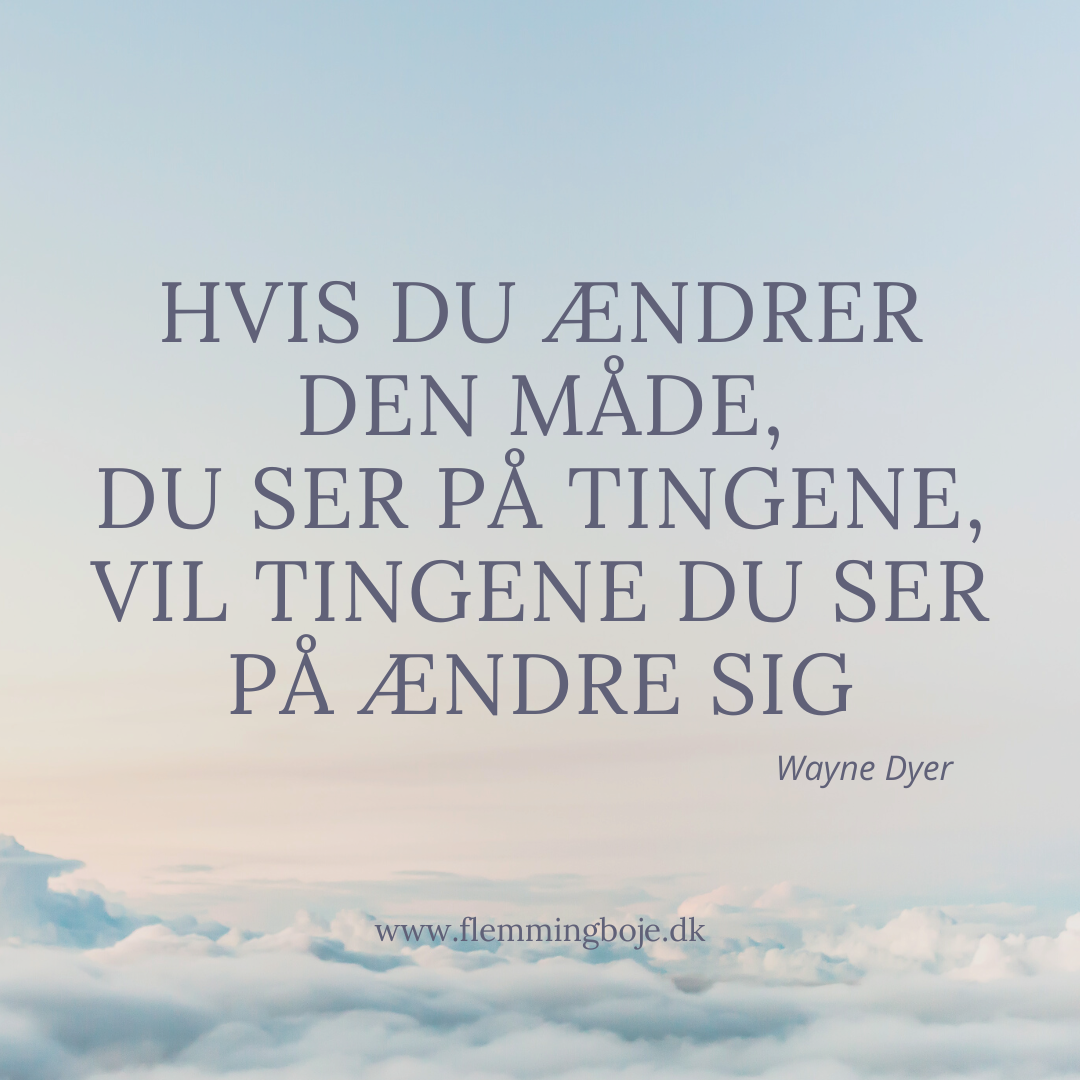 HVIS DU ÆNDRER
DEN MÅDE,
DU SER PÅ TINGENE,
VIL TINGENE DU SER
PÅ ÆNDRE SIG
Wayne Dyer
www.flemmingboje.dk